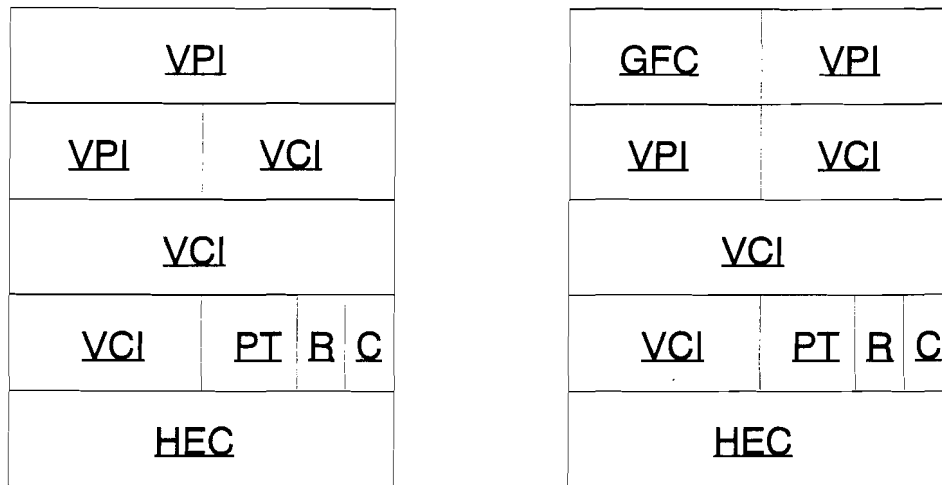 VPI
VPI VCI
VCI
VCI PT R C
HEC
GFC VPI
VPI VCI
VCI
VCI PT R C
HEC